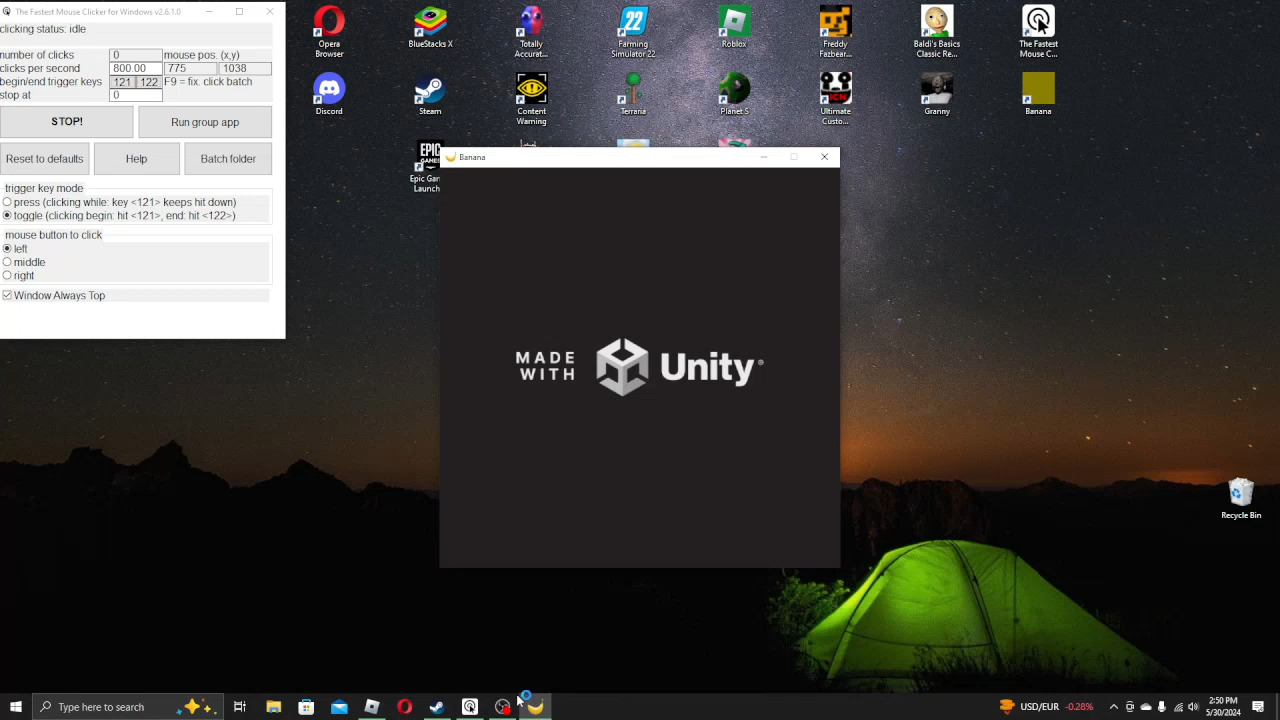 The Fastest Mouse Clicker for Windows v2.6.1.0
clicking status: idle
number of clicks 0 mouse pos. (x,y)
clicks per second 800.00 775 1038
begin/end trigger keys 121 122 F9 = fix. click batch
stop at 0
STOP! Run group app
Reset to defaults Help Batch folder
trigger key mode
press (clicking while: key <121> keeps hit down)
toggle (clicking begin: hit <121>, end: hit <122>)
mouse button to click
left
middle
right
Window Always Top
Opera
Browser
BlueStacks X
Totally
Accurat...
22
Farming
Simulator 22
Roblox
Freddy
Fazbear...
Baldi's Basics
Classic Re...
The Fastest
Mouse C...
Discord
Steam
Content
Warning
Terraria
Planet S
UCN
Ultimate
Custo...
Granny
Banana
EPIC
GAMES
Epic Gam
Launch
Banana
MADE
WITH
Unity®
Recycle Bin
Type here to search
USD/EUR -0.28%
2:50 PM
5/30/2024